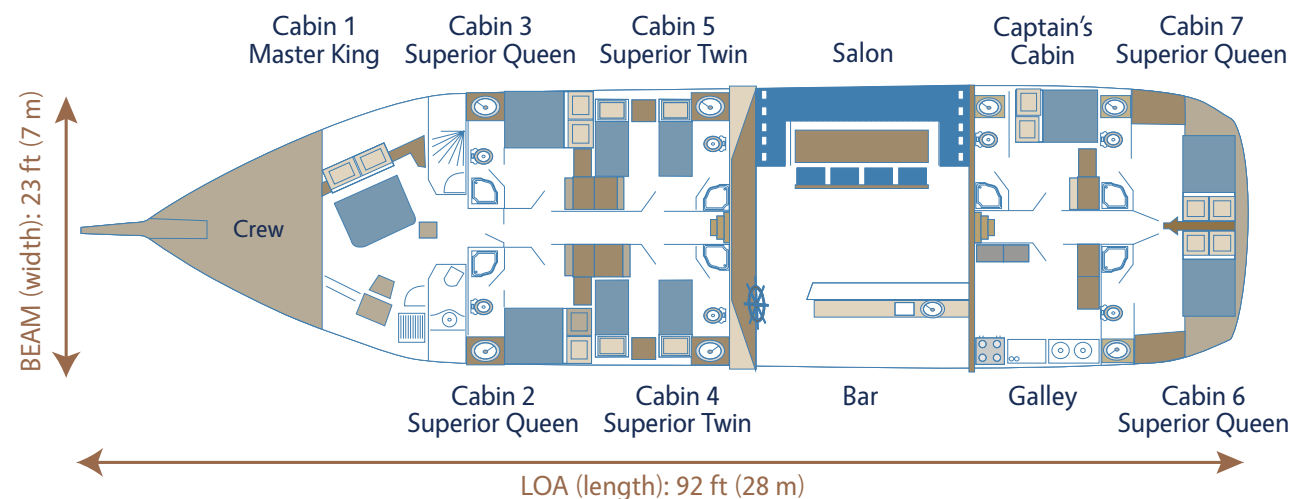 Cabin 1
Master King
Cabin 3
Superior Queen
Cabin 5
Superior Twin
Salon
Captain’s
Cabin
Cabin 7
Superior Queen
BEAM (width): 23 ft (7 m)
Crew
Cabin 2
Superior Queen
Cabin 4
Superior Twin
Bar
Galley
Cabin 6
Superior Queen
LOA (length): 92 ft (28 m)